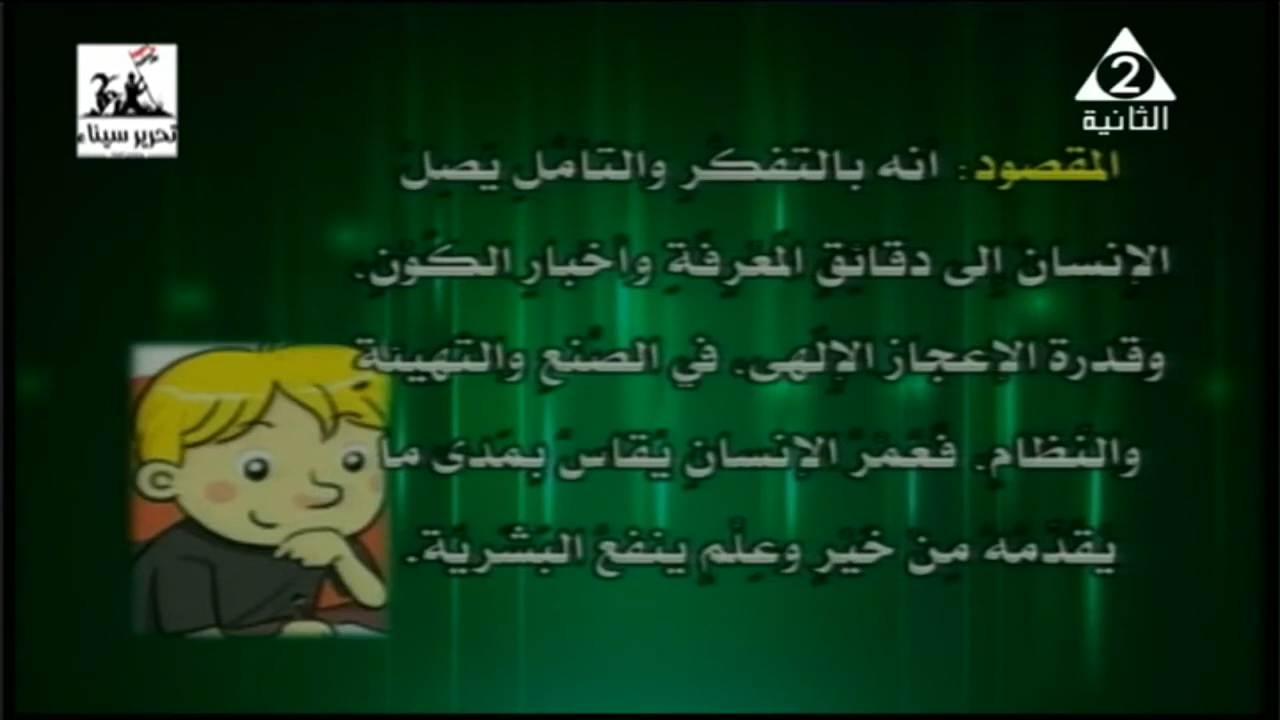 2
الثانية
تحرير سيناء
المقصود: انه بالتفكر والتأمل يصل
الإنسان إلى دقائق المعرفة وأخبار الكون.
وقدرة الإعجاز الإلهى. في الصنع والتهيئة
والنظام. فعمر الإنسان يقاس بمدى ما
يقدمه من خير وعلم ينفع البشرية.